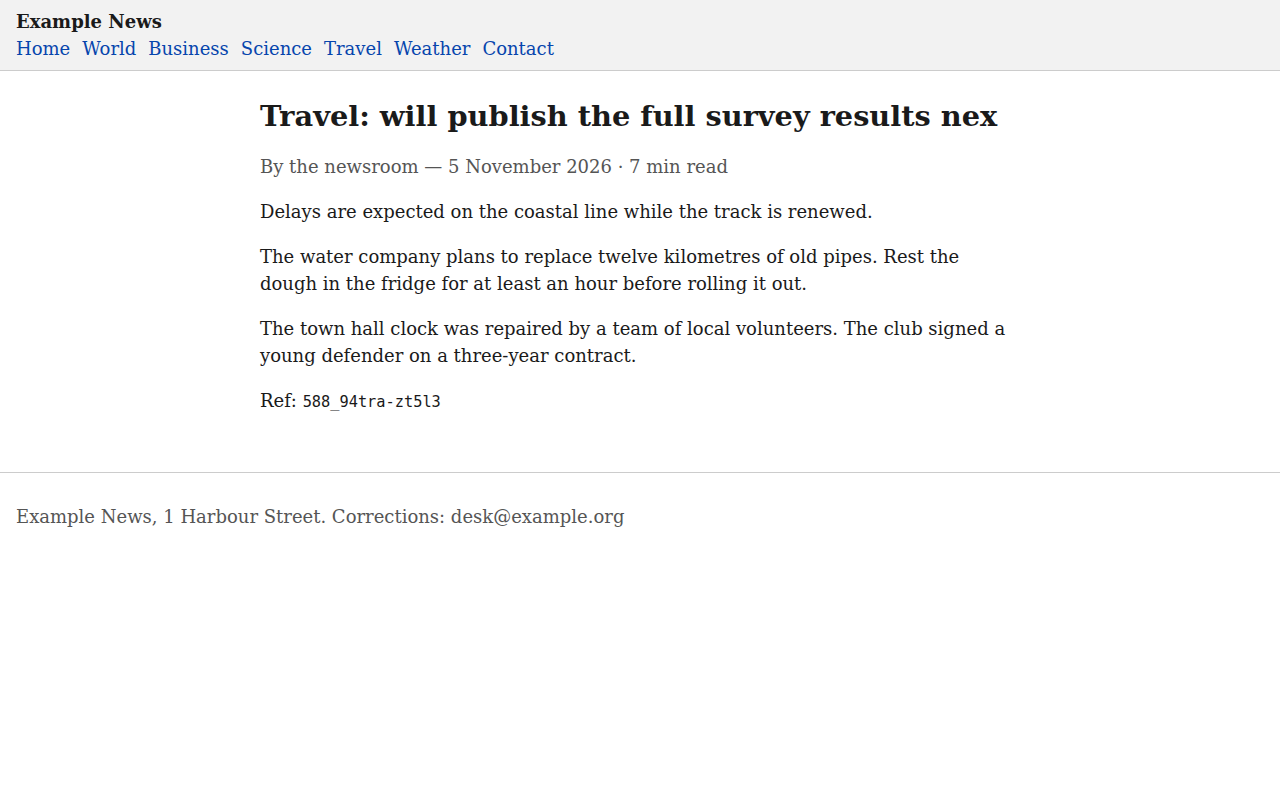 Example News
Home World Business Science Travel Weather Contact
Travel: will publish the full survey results nex
By the newsroom — 5 November 2026 · 7 min read
Delays are expected on the coastal line while the track is renewed.
The water company plans to replace twelve kilometres of old pipes. Rest the
dough in the fridge for at least an hour before rolling it out.
The town hall clock was repaired by a team of local volunteers. The club signed a
young defender on a three-year contract.
Ref: 588_94tra-zt5l3
Example News, 1 Harbour Street. Corrections: desk@example.org